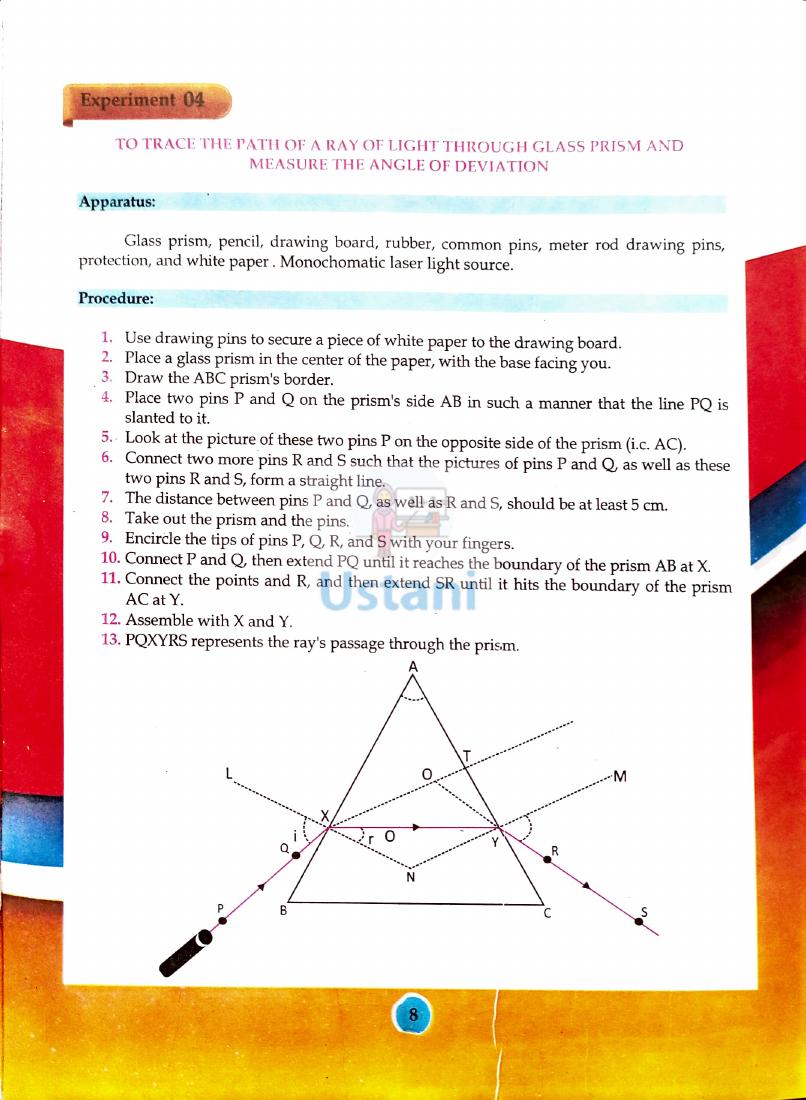 Experiment 04
TO TRACE THE PATH OF A RAY OF LIGHT THROUGH GLASS PRISM AND
MEASURE THE ANGLE OF DEVIATION
Apparatus:
Glass prism, pencil, drawing board, rubber, common pins, meter rod drawing pins,
protection, and white paper . Monochomatic laser light source.
Procedure:
1. Use drawing pins to secure a piece of white paper to the drawing board.
2. Place a glass prism in the center of the paper, with the base facing you.
3. Draw the ABC prism's border.
4. Place two pins P and Q on the prism's side AB in such a manner that the line PQ is
slanted to it.
5. Look at the picture of these two pins P on the opposite side of the prism (i.c. AC).
6. Connect two more pins R and S such that the pictures of pins P and Q, as well as these
two pins R and S, form a straight line.
7. The distance between pins P and Q, as well as R and S, should be at least 5 cm.
8. Take out the prism and the pins.
9. Encircle the tips of pins P, Q, R, and S with your fingers.
10. Connect P and Q, then extend PQ until it reaches the boundary of the prism AB at X.
11. Connect the points and R, and then extend SR until it hits the boundary of the prism
AC at Y.
Ustani
12. Assemble with X and Y.
13. PQXYRS represents the ray's passage through the prism.
A
T
L
O
M
X
i
r O
Y
Q
R
N
P
B
C
S
8